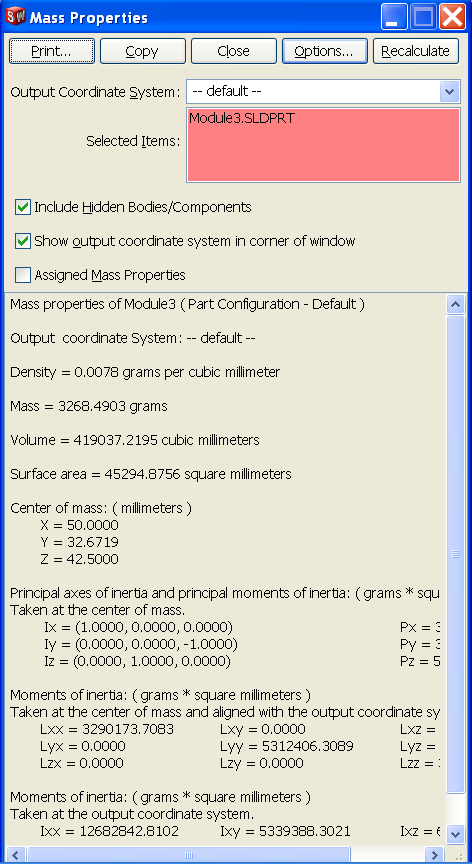 SW Mass Properties
Print... Copy Close Options... Recalculate
Output Coordinate System: -- default --
Selected Items: Module3.SLDPRT
Include Hidden Bodies/Components
Show output coordinate system in corner of window
Assigned Mass Properties
Mass properties of Module3 ( Part Configuration - Default )
Output coordinate System: -- default --
Density = 0.0078 grams per cubic millimeter
Mass = 3268.4903 grams
Volume = 419037.2195 cubic millimeters
Surface area = 45294.8756 square millimeters
Center of mass: ( millimeters )
X = 50.0000
Y = 32.6719
Z = 42.5000
Principal axes of inertia and principal moments of inertia: ( grams * squ
Taken at the center of mass.
Ix = (1.0000, 0.0000, 0.0000) Px = 3
Iy = (0.0000, 0.0000, -1.0000) Py = 3
Iz = (0.0000, 1.0000, 0.0000) Pz = 5
Moments of inertia: ( grams * square millimeters )
Taken at the center of mass and aligned with the output coordinate sy
Lxx = 3290173.7083 Lxy = 0.0000 Lxz =
Lyx = 0.0000 Lyy = 5312406.3089 Lyz =
Lzx = 0.0000 Lzy = 0.0000 Lzz =
Moments of inertia: ( grams * square millimeters )
Taken at the output coordinate system.
Ixx = 12682842.8102 Ixy = 5339388.3021 Ixz = 6